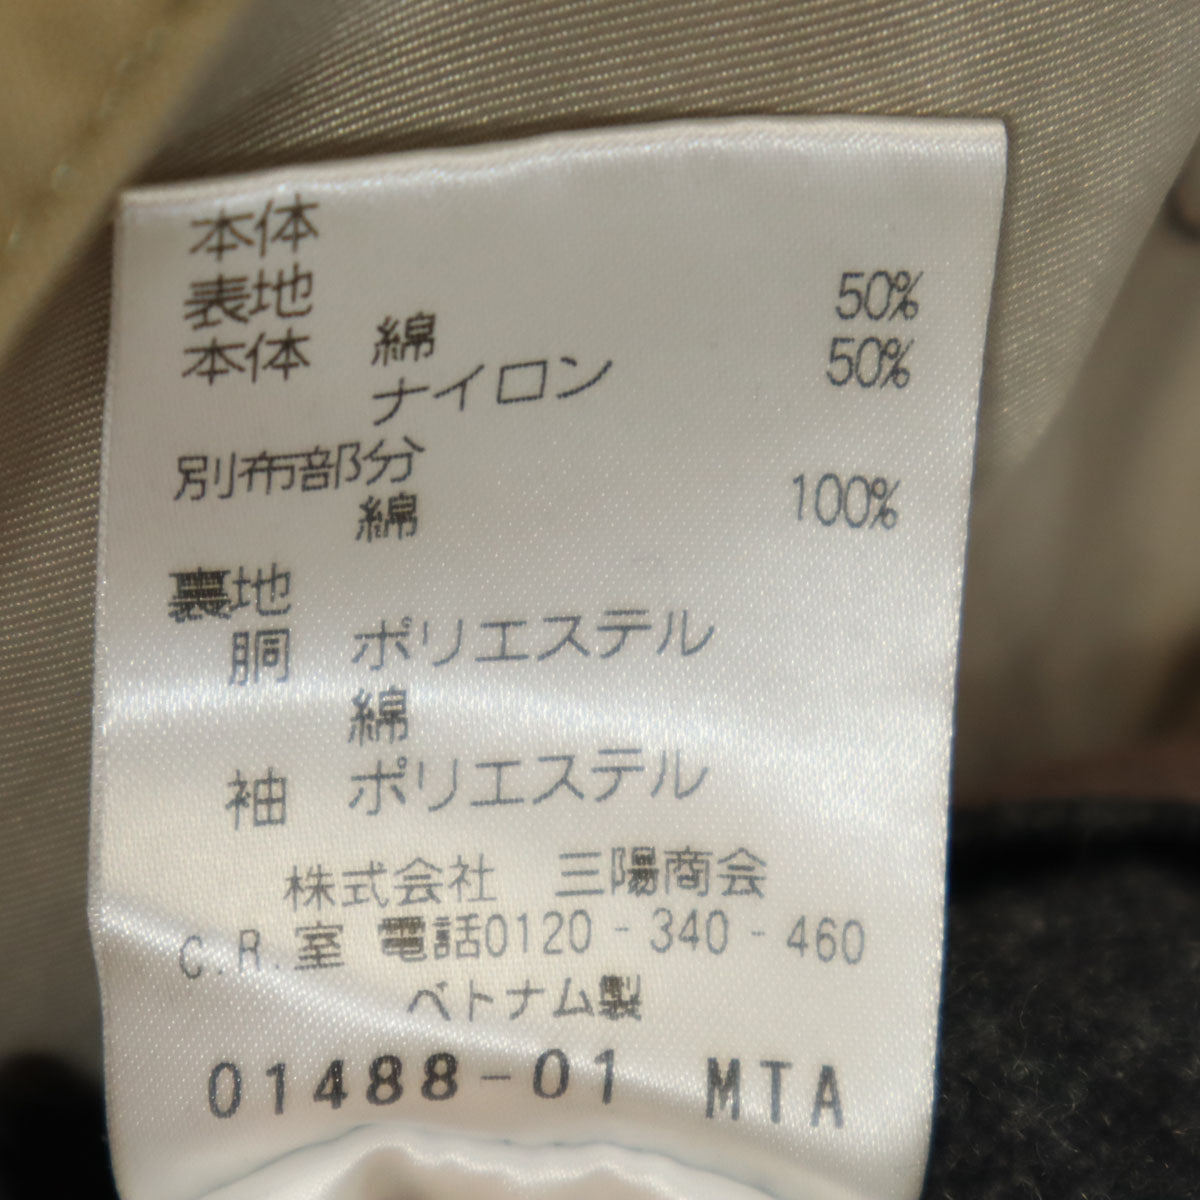 本体
表地
本体 綿 50%
ナイロン 50%
別布部分
綿 100%
裏地
胴 ポリエステル
綿
袖 ポリエステル
株式会社 三陽商会
C.R.室 電話0120-340-460
ベトナム製
01488-01 MTA